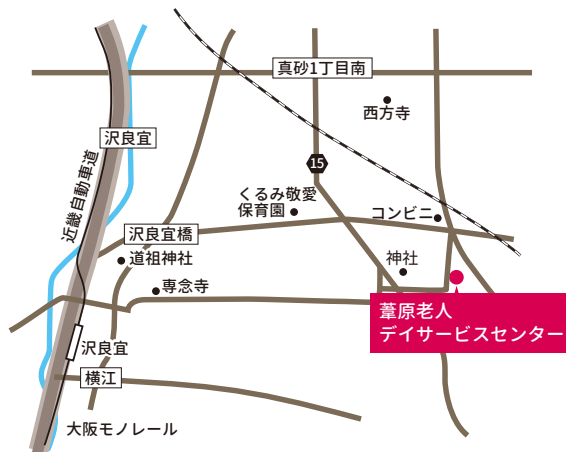 真砂1丁目南
西方寺
沢良宜
15
近畿自動車道
くるみ敬愛
保育園
コンビニ
沢良宜橋
道祖神社
神社
専念寺
葦原老人
デイサービスセンター
沢良宜
横江
大阪モノレール